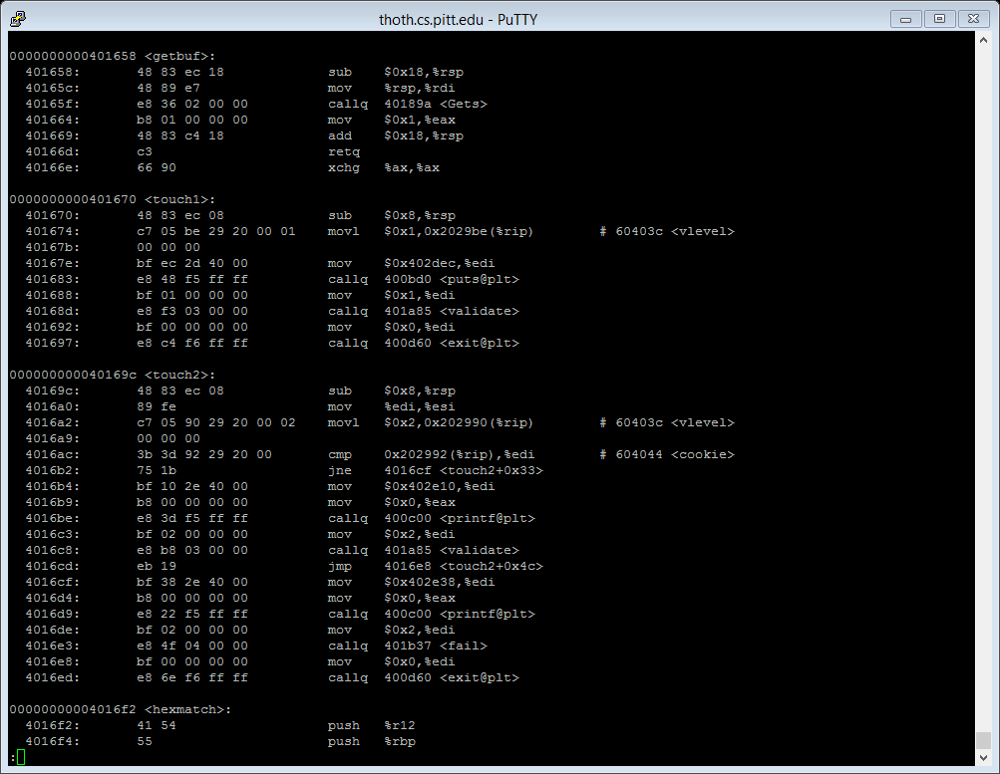 thoth.cs.pitt.edu - PuTTY
0000000000401658 <getbuf>:
  401658:	48 83 ec 18	sub    $0x18,%rsp
  40165c:	48 89 e7	mov    %rsp,%rdi
  40165f:	e8 36 02 00 00	callq  40189a <Gets>
  401664:	b8 01 00 00 00	mov    $0x1,%eax
  401669:	48 83 c4 18	add    $0x18,%rsp
  40166d:	c3	retq
  40166e:	66 90	xchg   %ax,%ax
0000000000401670 <touch1>:
  401670:	48 83 ec 08	sub    $0x8,%rsp
  401674:	c7 05 be 29 20 00 01	movl   $0x1,0x2029be(%rip)        # 60403c <vlevel>
  40167b:	00 00 00
  40167e:	bf ec 2d 40 00	mov    $0x402dec,%edi
  401683:	e8 48 f5 ff ff	callq  400bd0 <puts@plt>
  401688:	bf 01 00 00 00	mov    $0x1,%edi
  40168d:	e8 f3 03 00 00	callq  401a85 <validate>
  401692:	bf 00 00 00 00	mov    $0x0,%edi
  401697:	e8 c4 f6 ff ff	callq  400d60 <exit@plt>
000000000040169c <touch2>:
  40169c:	48 83 ec 08	sub    $0x8,%rsp
  4016a0:	89 fe	mov    %edi,%esi
  4016a2:	c7 05 90 29 20 00 02	movl   $0x2,0x202990(%rip)        # 60403c <vlevel>
  4016a9:	00 00 00
  4016ac:	3b 3d 92 29 20 00	cmp    0x202992(%rip),%edi        # 604044 <cookie>
  4016b2:	75 1b	jne    4016cf <touch2+0x33>
  4016b4:	bf 10 2e 40 00	mov    $0x402e10,%edi
  4016b9:	b8 00 00 00 00	mov    $0x0,%eax
  4016be:	e8 3d f5 ff ff	callq  400c00 <printf@plt>
  4016c3:	bf 02 00 00 00	mov    $0x2,%edi
  4016c8:	e8 b8 03 00 00	callq  401a85 <validate>
  4016cd:	eb 19	jmp    4016e8 <touch2+0x4c>
  4016cf:	bf 38 2e 40 00	mov    $0x402e38,%edi
  4016d4:	b8 00 00 00 00	mov    $0x0,%eax
  4016d9:	e8 22 f5 ff ff	callq  400c00 <printf@plt>
  4016de:	bf 02 00 00 00	mov    $0x2,%edi
  4016e3:	e8 4f 04 00 00	callq  401b37 <fail>
  4016e8:	bf 00 00 00 00	mov    $0x0,%edi
  4016ed:	e8 6e f6 ff ff	callq  400d60 <exit@plt>
00000000004016f2 <hexmatch>:
  4016f2:	41 54	push   %r12
  4016f4:	55	push   %rbp
: